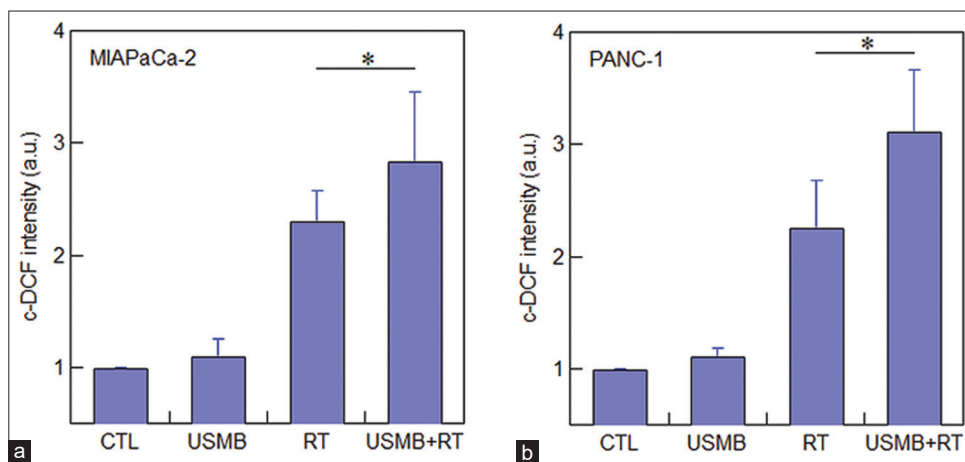 4
3
2
1
c-DCF intensity (a.u.)
MIAPaCa-2
*
CTL USMB RT USMB+RT
a
4
3
2
1
c-DCF intensity (a.u.)
PANC-1
*
CTL USMB RT USMB+RT
b